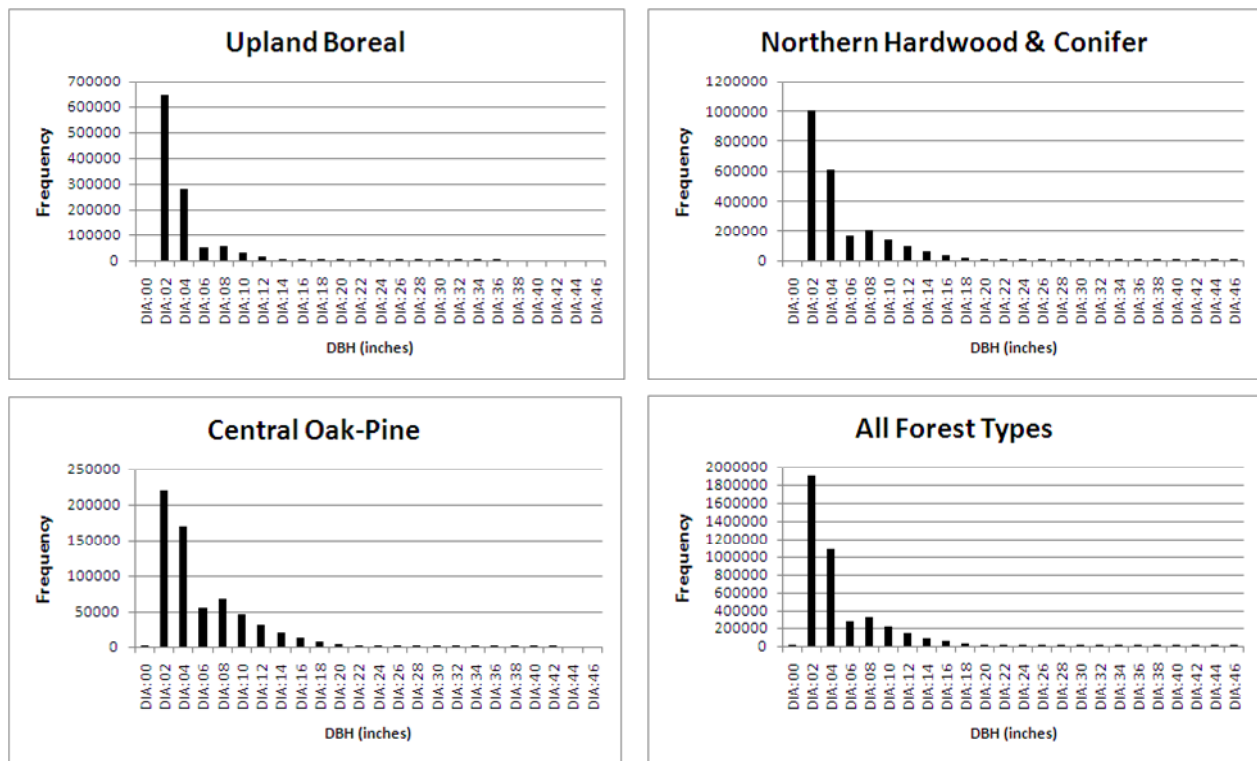 Upland Boreal
Frequency
700000
600000
500000
400000
300000
200000
100000
0
DIA:00
DIA:02
DIA:04
DIA:06
DIA:08
DIA:10
DIA:12
DIA:14
DIA:16
DIA:18
DIA:20
DIA:22
DIA:24
DIA:26
DIA:28
DIA:30
DIA:32
DIA:34
DIA:36
DIA:38
DIA:40
DIA:42
DIA:44
DIA:46
DBH (inches)
Northern Hardwood & Conifer
Frequency
1200000
1000000
800000
600000
400000
200000
0
DIA:00
DIA:02
DIA:04
DIA:06
DIA:08
DIA:10
DIA:12
DIA:14
DIA:16
DIA:18
DIA:20
DIA:22
DIA:24
DIA:26
DIA:28
DIA:30
DIA:32
DIA:34
DIA:36
DIA:38
DIA:40
DIA:42
DIA:44
DIA:46
DBH (inches)
Central Oak-Pine
Frequency
250000
200000
150000
100000
50000
0
DIA:00
DIA:02
DIA:04
DIA:06
DIA:08
DIA:10
DIA:12
DIA:14
DIA:16
DIA:18
DIA:20
DIA:22
DIA:24
DIA:26
DIA:28
DIA:30
DIA:32
DIA:34
DIA:36
DIA:38
DIA:40
DIA:42
DIA:44
DIA:46
DBH (inches)
All Forest Types
Frequency
2000000
1800000
1600000
1400000
1200000
1000000
800000
600000
400000
200000
0
DIA:00
DIA:02
DIA:04
DIA:06
DIA:08
DIA:10
DIA:12
DIA:14
DIA:16
DIA:18
DIA:20
DIA:22
DIA:24
DIA:26
DIA:28
DIA:30
DIA:32
DIA:34
DIA:36
DIA:38
DIA:40
DIA:42
DIA:44
DIA:46
DBH (inches)